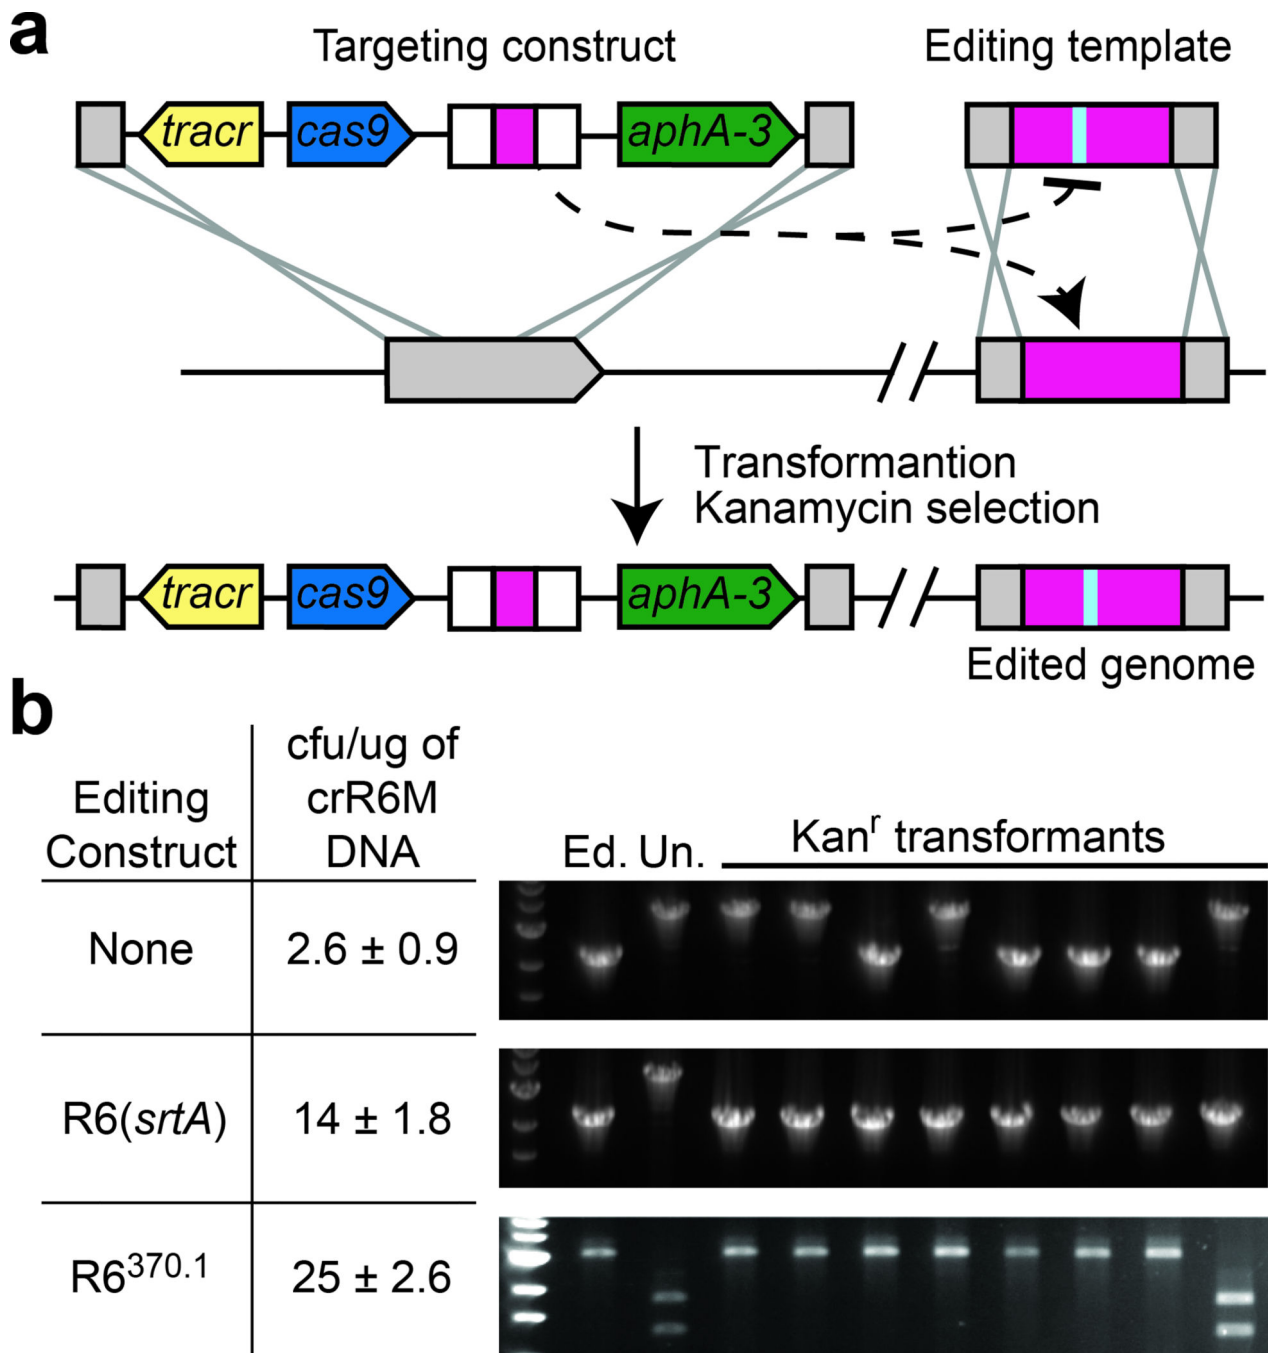 a
Targeting construct
Editing template
tracr
cas9
aphA-3
Transformantion
Kanamycin selection
tracr
cas9
aphA-3
Edited genome
b
Editing
Construct
cfu/ug of
crR6M
DNA
Ed. Un.
Kanʳ transformants
None
2.6 ± 0.9
R6(srtA)
14 ± 1.8
R6³⁷⁰·¹
25 ± 2.6